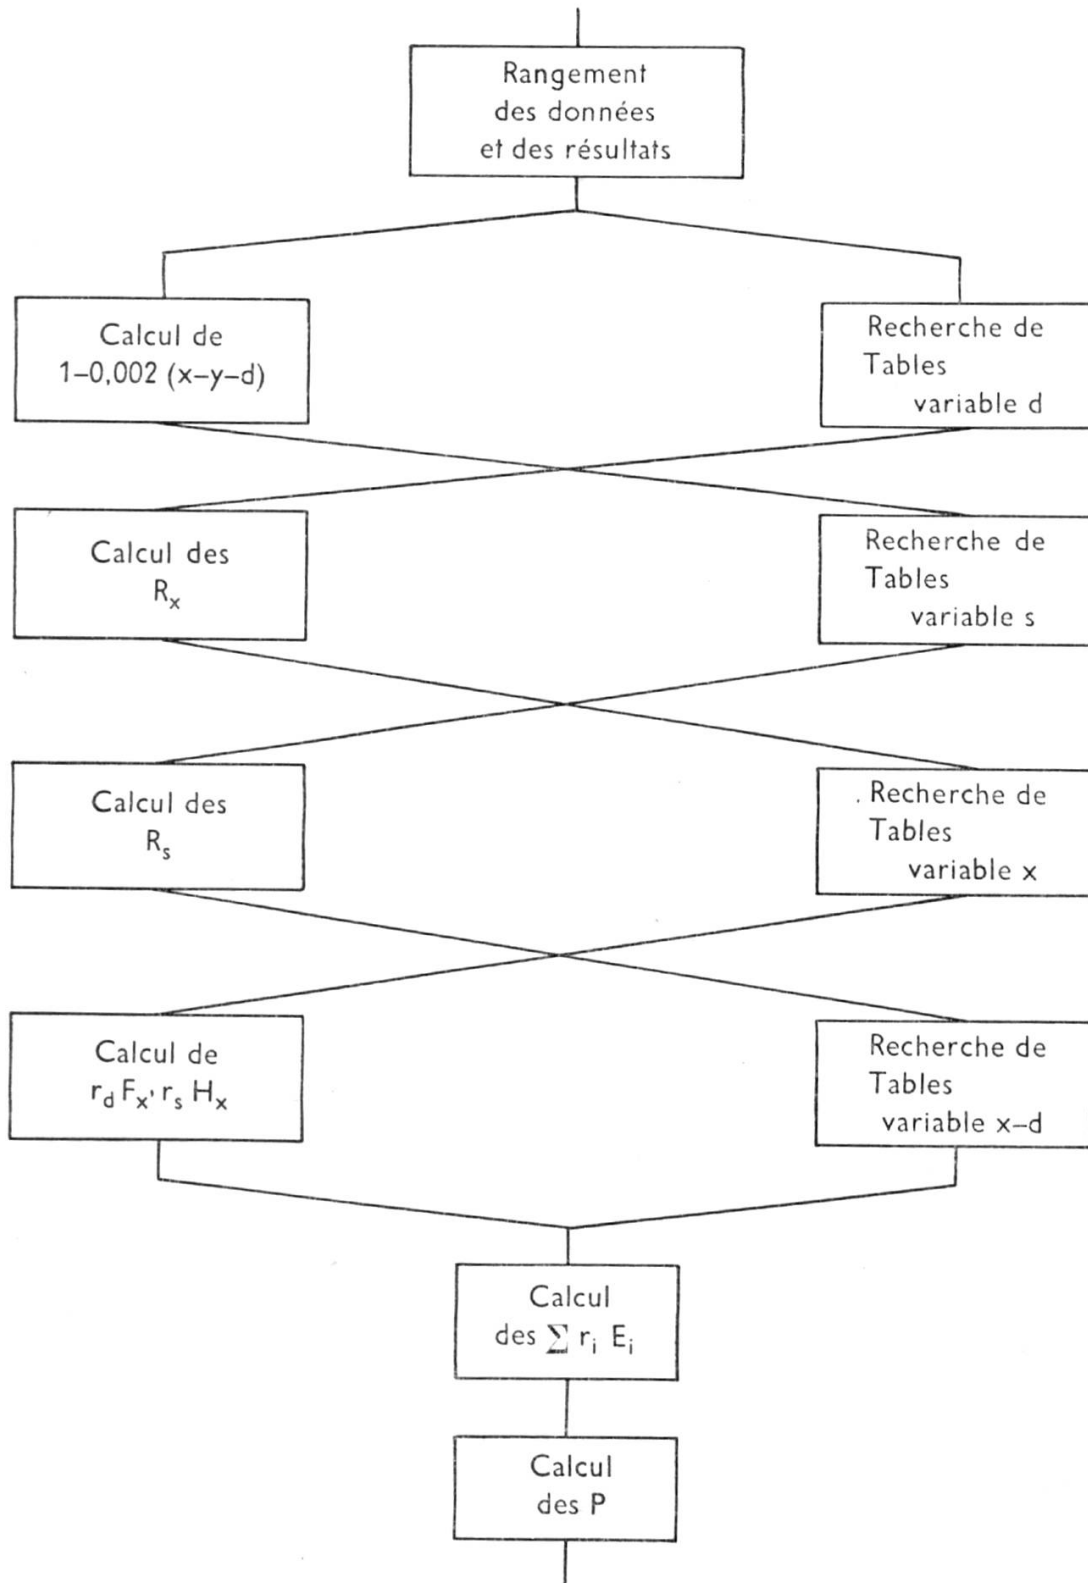 Rangement
des données
et des résultats
Calcul de
1–0,002 (x–y–d)
Recherche de
Tables
variable d
Calcul des
Rₓ
Recherche de
Tables
variable s
Calcul des
Rₛ
Recherche de
Tables
variable x
Calcul de
r_d Fₓ, rₛ Hₓ
Recherche de
Tables
variable x–d
Calcul
des ∑ rᵢ Eᵢ
Calcul
des P